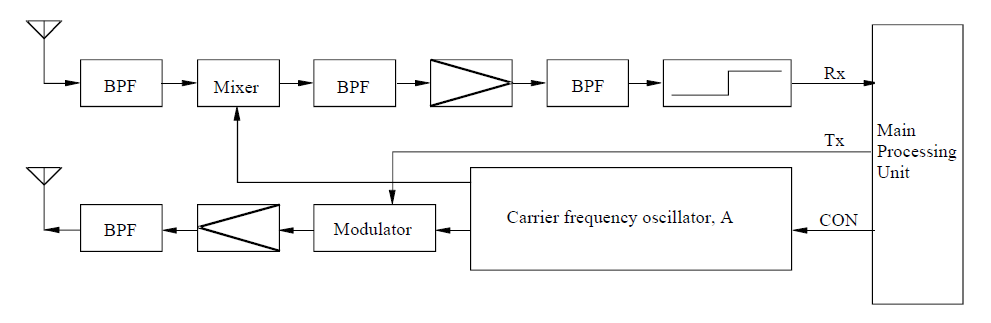 BPF
Mixer
BPF
BPF
Rx
Tx
Main
Processing
Unit
BPF
Modulator
Carrier frequency oscillator, A
CON